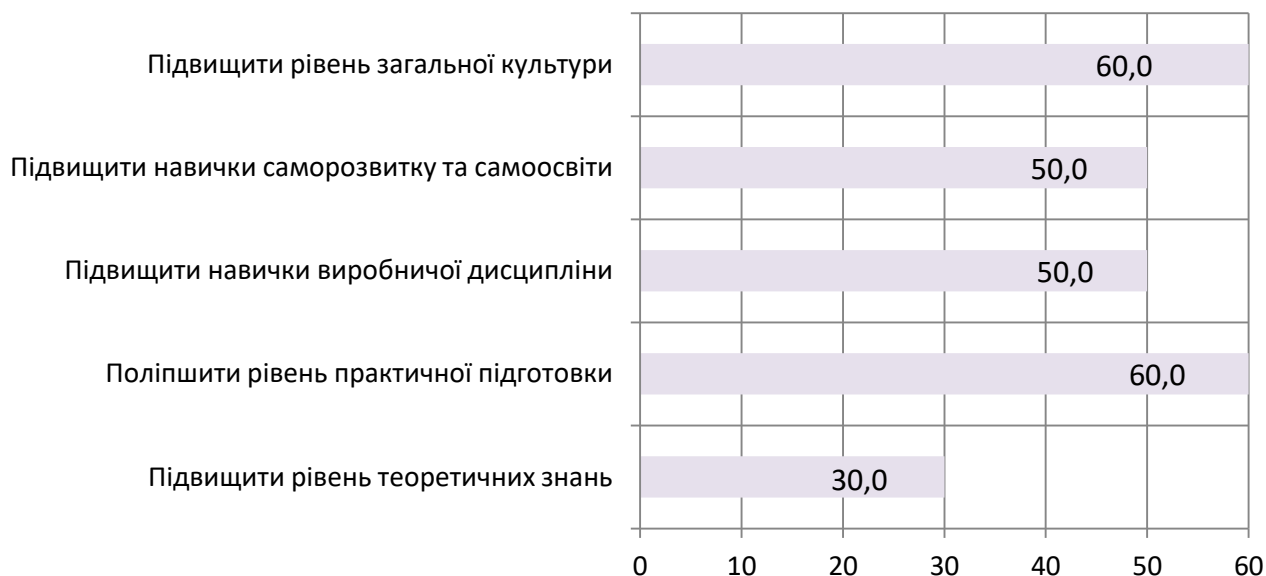 Підвищити рівень загальної культури
60,0
Підвищити навички саморозвитку та самоосвіти
50,0
Підвищити навички виробничої дисципліни
50,0
Поліпшити рівень практичної підготовки
60,0
Підвищити рівень теоретичних знань
30,0
0 10 20 30 40 50 60